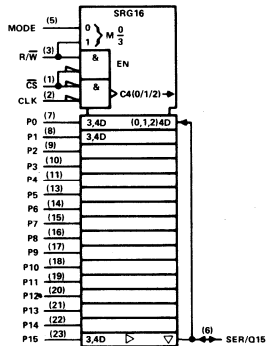 SRG16
MODE (5) 0 } M 0/3
R/W̅ (3) 1
& EN
C̅S̅ (1) &
CLK (2) C4(0/1/2)
P0 (7) 3,4D (0,1,2)4D
P1 (8) 3,4D
P2 (9)
P3 (10)
P4 (11)
P5 (13)
P6 (14)
P7 (15)
P8 (16)
P9 (17)
P10 (18)
P11 (19)
P12 (20)
P13 (21)
P14 (22)
P15 (23) 3,4D (6) SER/Q15